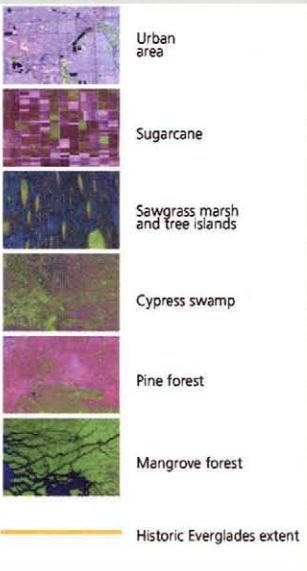 Urban
area
Sugarcane
Sawgrass marsh
and tree islands
Cypress swamp
Pine forest
Mangrove forest
Historic Everglades extent